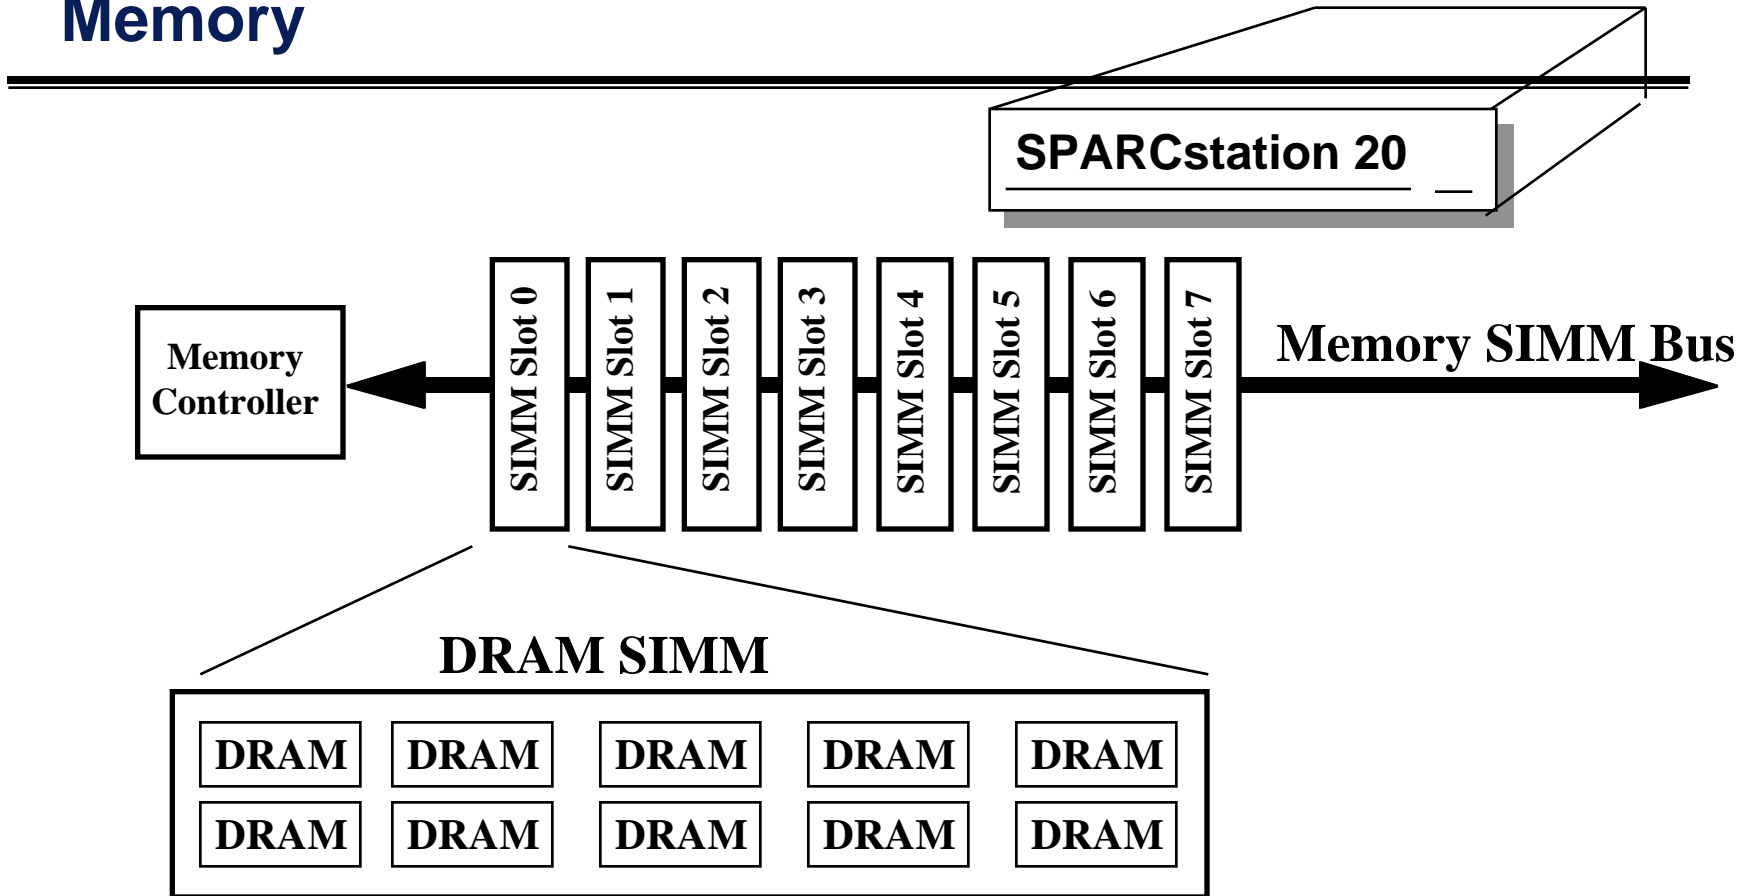 Memory
SPARCstation 20
SIMM Slot 0
SIMM Slot 1
SIMM Slot 2
SIMM Slot 3
SIMM Slot 4
SIMM Slot 5
SIMM Slot 6
SIMM Slot 7
Memory SIMM Bus
Memory
Controller
DRAM SIMM
DRAM DRAM DRAM DRAM DRAM
DRAM DRAM DRAM DRAM DRAM